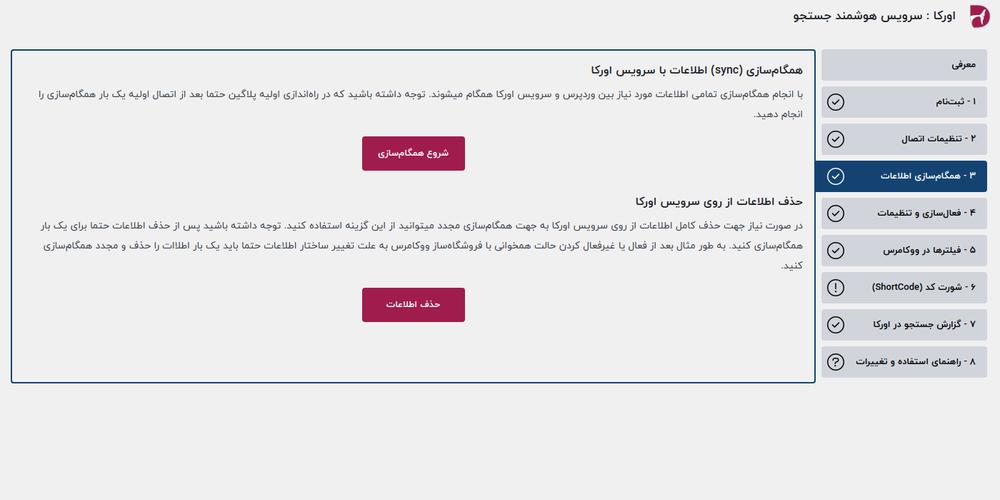 اورکا : سرویس هوشمند جستجو
معرفی
۱ - ثبت‌نام
۲ - تنظیمات اتصال
۳ - همگام‌سازی اطلاعات
۴ - فعال‌سازی و تنظیمات
۵ - فیلترها در ووکامرس
۶ - شورت کد (ShortCode)
۷ - گزارش جستجو در اورکا
۸ - راهنمای استفاده و تغییرات
همگام‌سازی (sync) اطلاعات با سرویس اورکا
با انجام همگام‌سازی تمامی اطلاعات مورد نیاز بین وردپرس و سرویس اورکا همگام میشوند. توجه داشته باشید که در راه‌اندازی اولیه پلاگین حتما بعد از اتصال اولیه یک بار همگام‌سازی را
انجام دهید.
شروع همگام‌سازی
حذف اطلاعات از روی سرویس اورکا
در صورت نیاز جهت حذف کامل اطلاعات از روی سرویس اورکا به جهت همگام‌سازی مجدد میتوانید از این گزینه استفاده کنید. توجه داشته باشید پس از حذف اطلاعات حتما برای یک بار
همگام‌سازی کنید. به طور مثال بعد از فعال یا غیرفعال کردن حالت همخوانی با فروشگاه‌ساز ووکامرس به علت تغییر ساختار اطلاعات حتما باید یک بار اطلاات را حذف و مجدد همگام‌سازی
کنید.
حذف اطلاعات